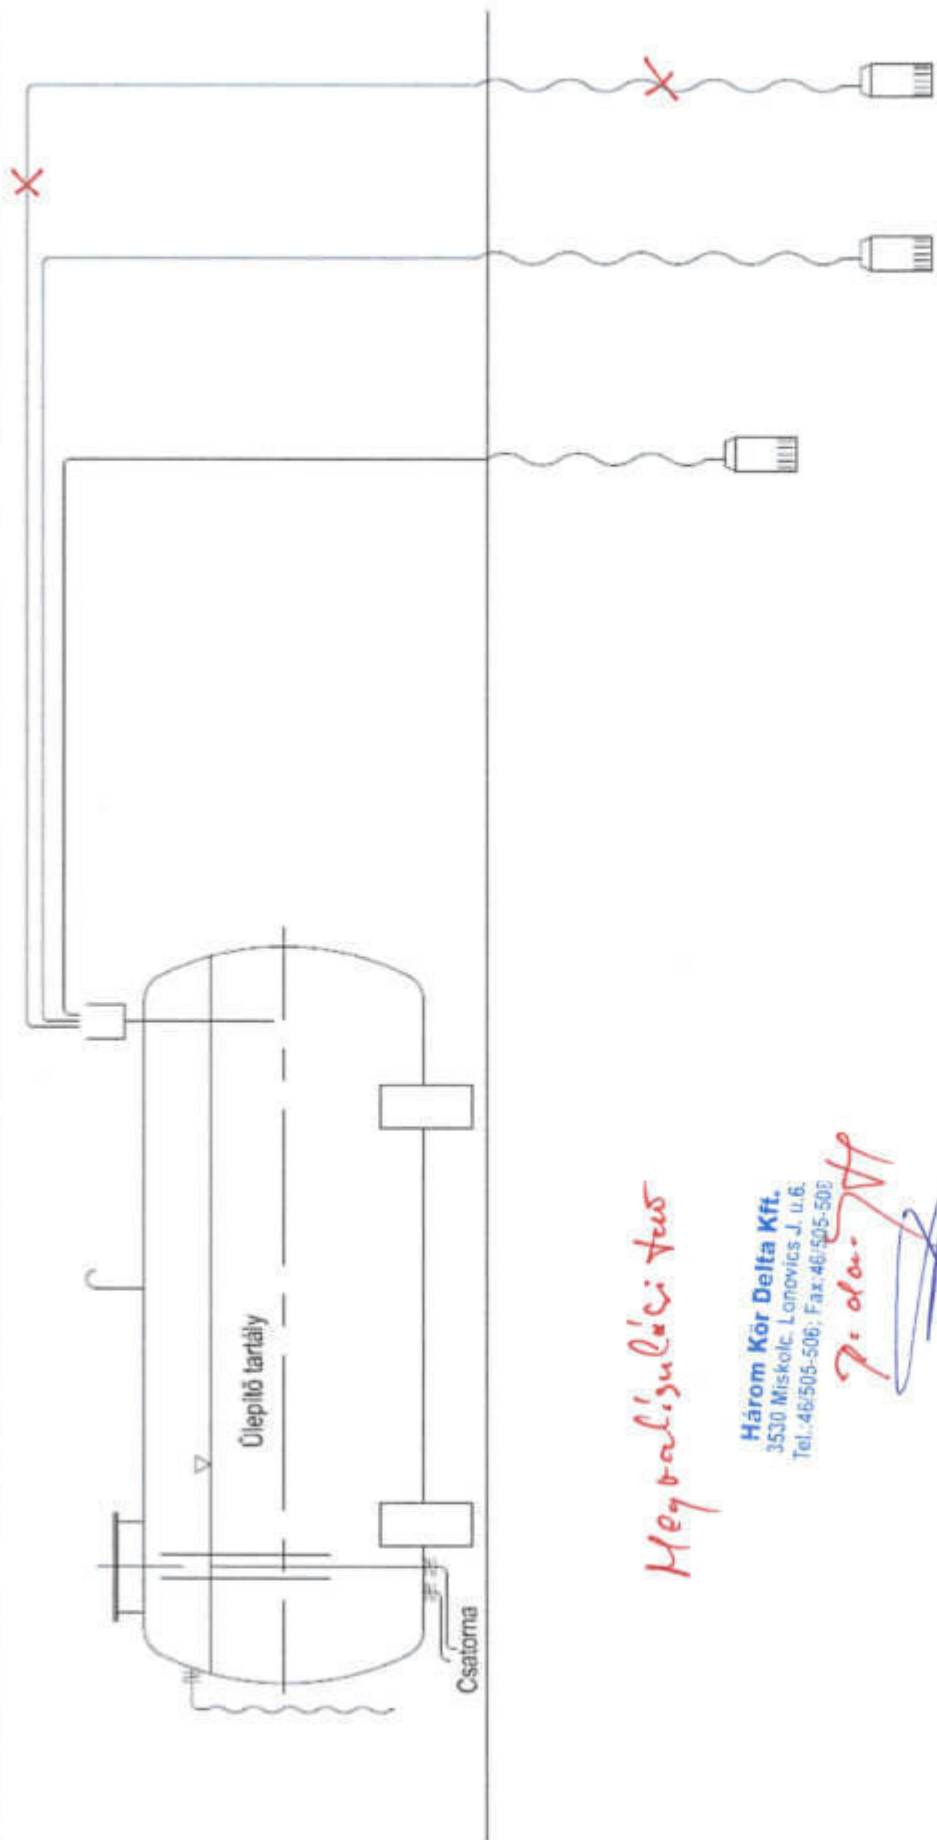 Ülepítő tartály
Csatorna
Megvalósulási terv
Három Kör Delta Kft.
3530 Miskolc, Lonovics J. u.6.
Tel.:46/505-506; Fax:46/505-508